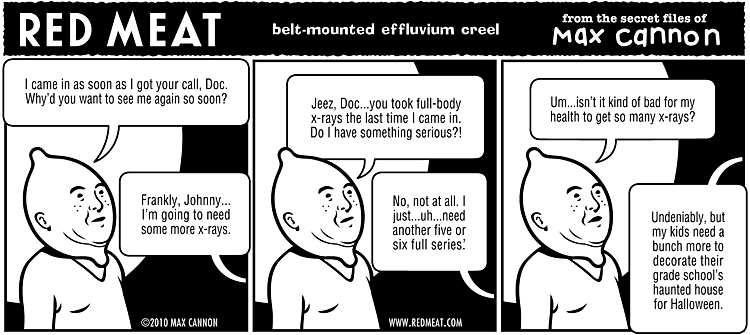 RED MEAT
belt-mounted effluvium creel
from the secret files of
Max Cannon
I came in as soon as I got your call, Doc.
Why'd you want to see me again so soon?
Frankly, Johnny...
I'm going to need
some more x-rays.
©2010 MAX CANNON
Jeez, Doc...you took full-body
x-rays the last time I came in.
Do I have something serious?!
No, not at all. I
just...uh...need
another five or
six full series.'
WWW.REDMEAT.COM
Um...isn't it kind of bad for my
health to get so many x-rays?
Undeniably, but
my kids need a
bunch more to
decorate their
grade school's
haunted house
for Halloween.